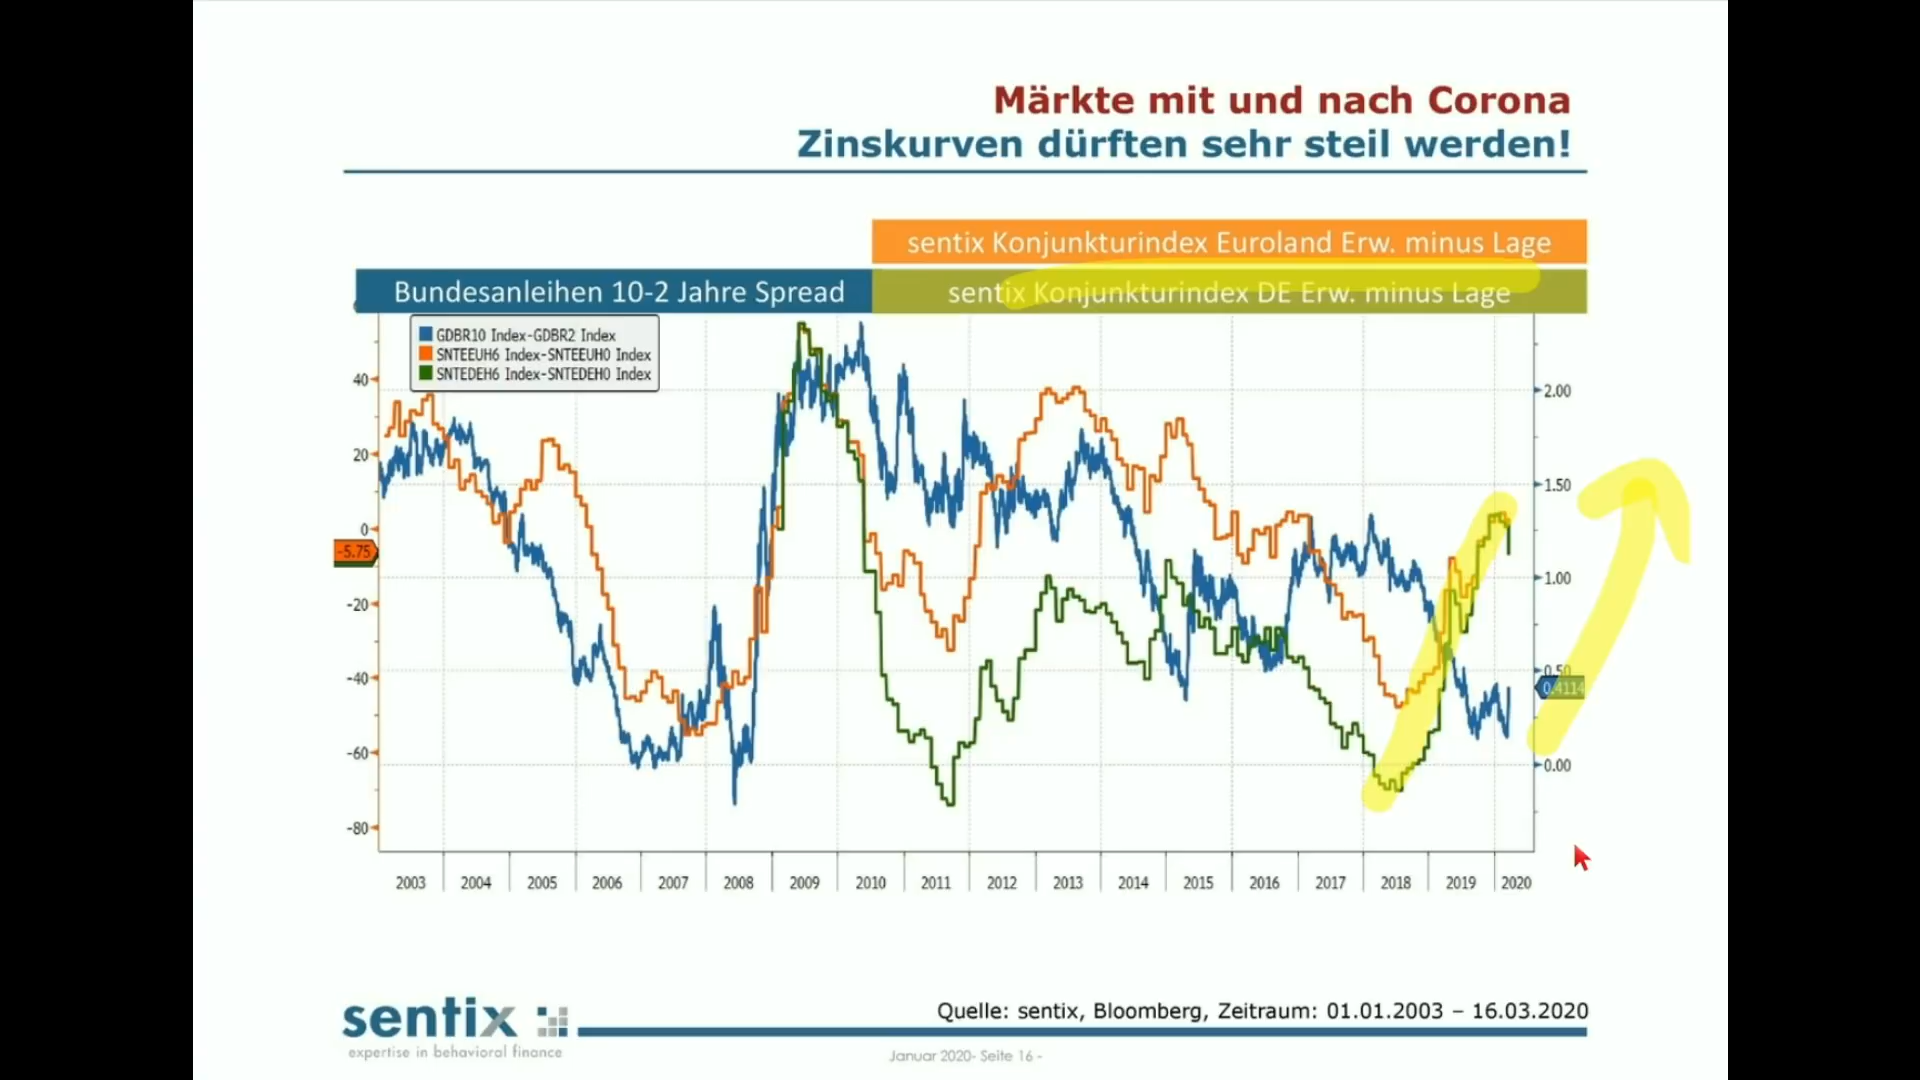 Märkte mit und nach Corona
Zinskurven dürften sehr steil werden!
sentix Konjunkturindex Euroland Erw. minus Lage
Bundesanleihen 10-2 Jahre Spread
sentix Konjunkturindex DE Erw. minus Lage
GDBR10 Index-GDBR2 Index
SNTEEUH6 Index-SNTEEUH0 Index
SNTEDEH6 Index-SNTEDEH0 Index
40
20
0
-5.75
-20
-40
-60
-80
2.00
1.50
1.00
0.50
0.4114
0.00
2003 2004 2005 2006 2007 2008 2009 2010 2011 2012 2013 2014 2015 2016 2017 2018 2019 2020
sentix
expertise in behavioral finance
Quelle: sentix, Bloomberg, Zeitraum: 01.01.2003 – 16.03.2020
Januar 2020- Seite 16 -